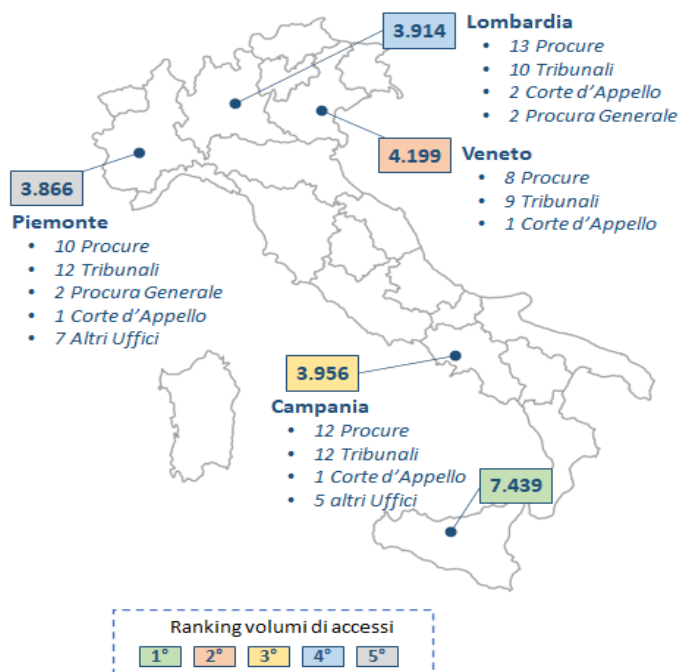 3.914
Lombardia
• 13 Procure
• 10 Tribunali
• 2 Corte d'Appello
• 2 Procura Generale
4.199
Veneto
• 8 Procure
• 9 Tribunali
• 1 Corte d'Appello
3.866
Piemonte
• 10 Procure
• 12 Tribunali
• 2 Procura Generale
• 1 Corte d'Appello
• 7 Altri Uffici
3.956
Campania
• 12 Procure
• 12 Tribunali
• 1 Corte d'Appello
• 5 altri Uffici
7.439
Ranking volumi di accessi
1° 2° 3° 4° 5°